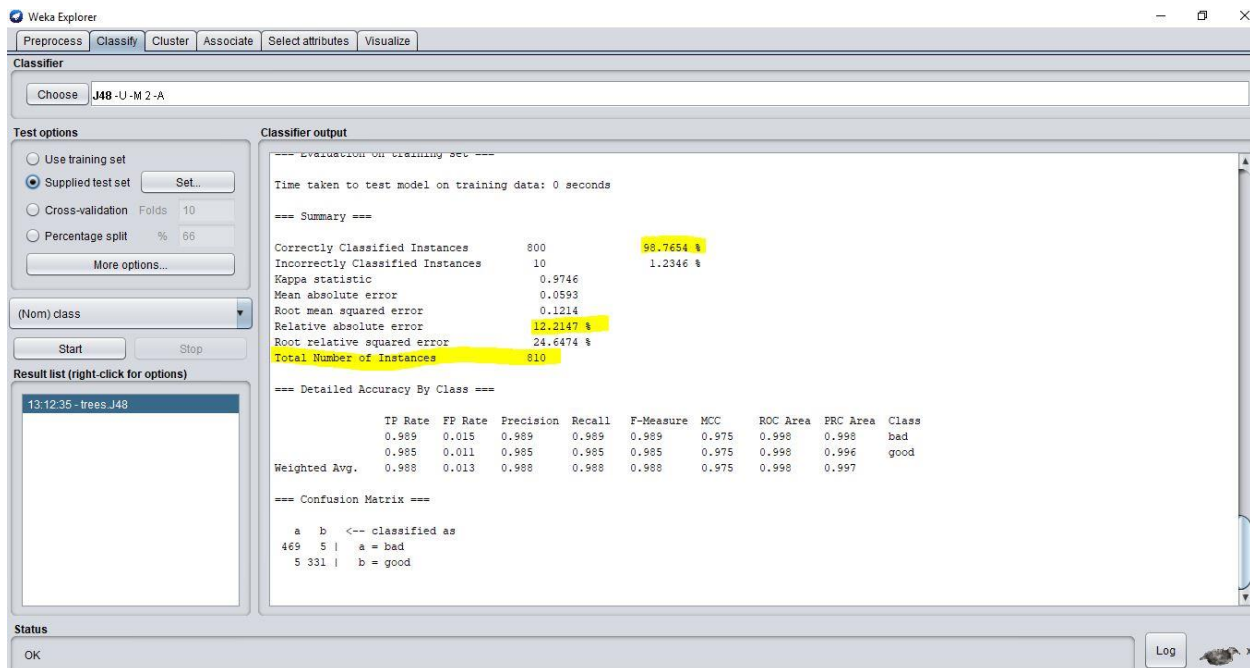 Weka Explorer
Preprocess Classify Cluster Associate Select attributes Visualize
Classifier
Choose J48 -U -M 2 -A
Test options
Use training set
Supplied test set Set...
Cross-validation Folds 10
Percentage split % 66
More options...
(Nom) class
Start Stop
Result list (right-click for options)
13:12:35 - trees.J48
Classifier output
=== Evaluation on training set ===
Time taken to test model on training data: 0 seconds
=== Summary ===
Correctly Classified Instances 800 98.7654 %
Incorrectly Classified Instances 10 1.2346 %
Kappa statistic 0.9746
Mean absolute error 0.0593
Root mean squared error 0.1214
Relative absolute error 12.2147 %
Root relative squared error 24.6474 %
Total Number of Instances 810
=== Detailed Accuracy By Class ===
TP Rate FP Rate Precision Recall F-Measure MCC ROC Area PRC Area Class
0.989 0.015 0.989 0.989 0.989 0.975 0.998 0.998 bad
0.985 0.011 0.985 0.985 0.985 0.975 0.998 0.996 good
Weighted Avg. 0.988 0.013 0.988 0.988 0.988 0.975 0.998 0.997
=== Confusion Matrix ===
a b <-- classified as
469 5 | a = bad
5 331 | b = good
Status
OK
Log
x